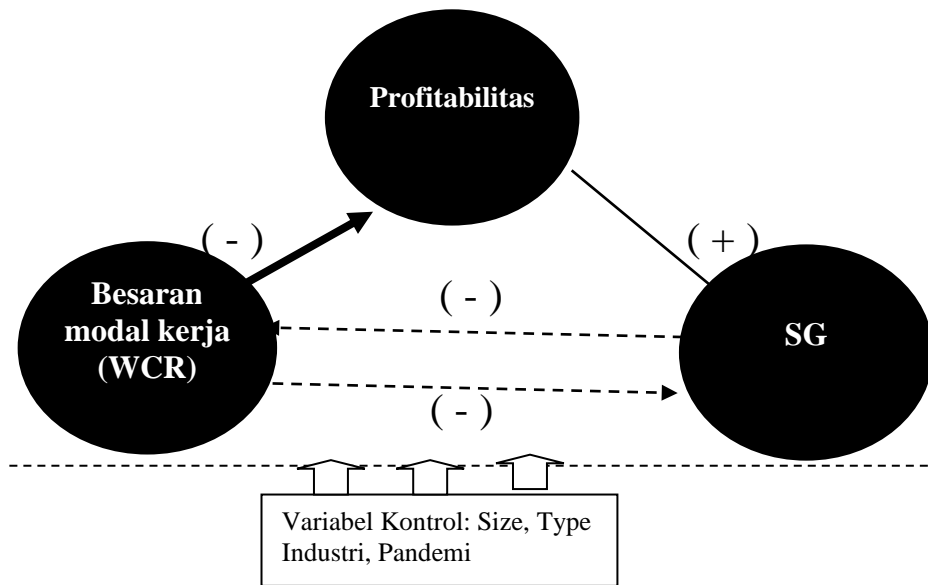 Profitabilitas
( - )
( + )
Besaran
modal kerja
(WCR)
( - )
SG
( - )
Variabel Kontrol: Size, Type
Industri, Pandemi